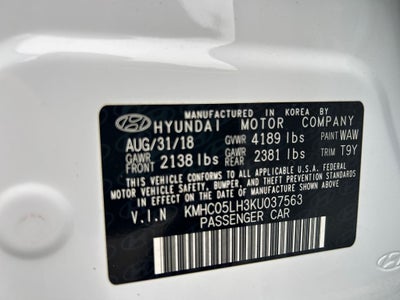 MANUFACTURED IN KOREA BY
HYUNDAI MOTOR COMPANY
AUG/31/18 GVWR 4189 lbs PAINT WAW
GAWR FRONT 2138 lbs GAWR REAR 2381 lbs TRIM T9Y
THIS VEHICLE CONFORMS TO ALL APPLICABLE U.S.A. FEDERAL
MOTOR VEHICLE SAFETY, BUMPER, AND THEFT PREVENTION STANDARDS
IN EFFECT ON THE DATE OF MANUFACTURE SHOWN ABOVE.
V.I.N KMHC05LH3KU037563
PASSENGER CAR